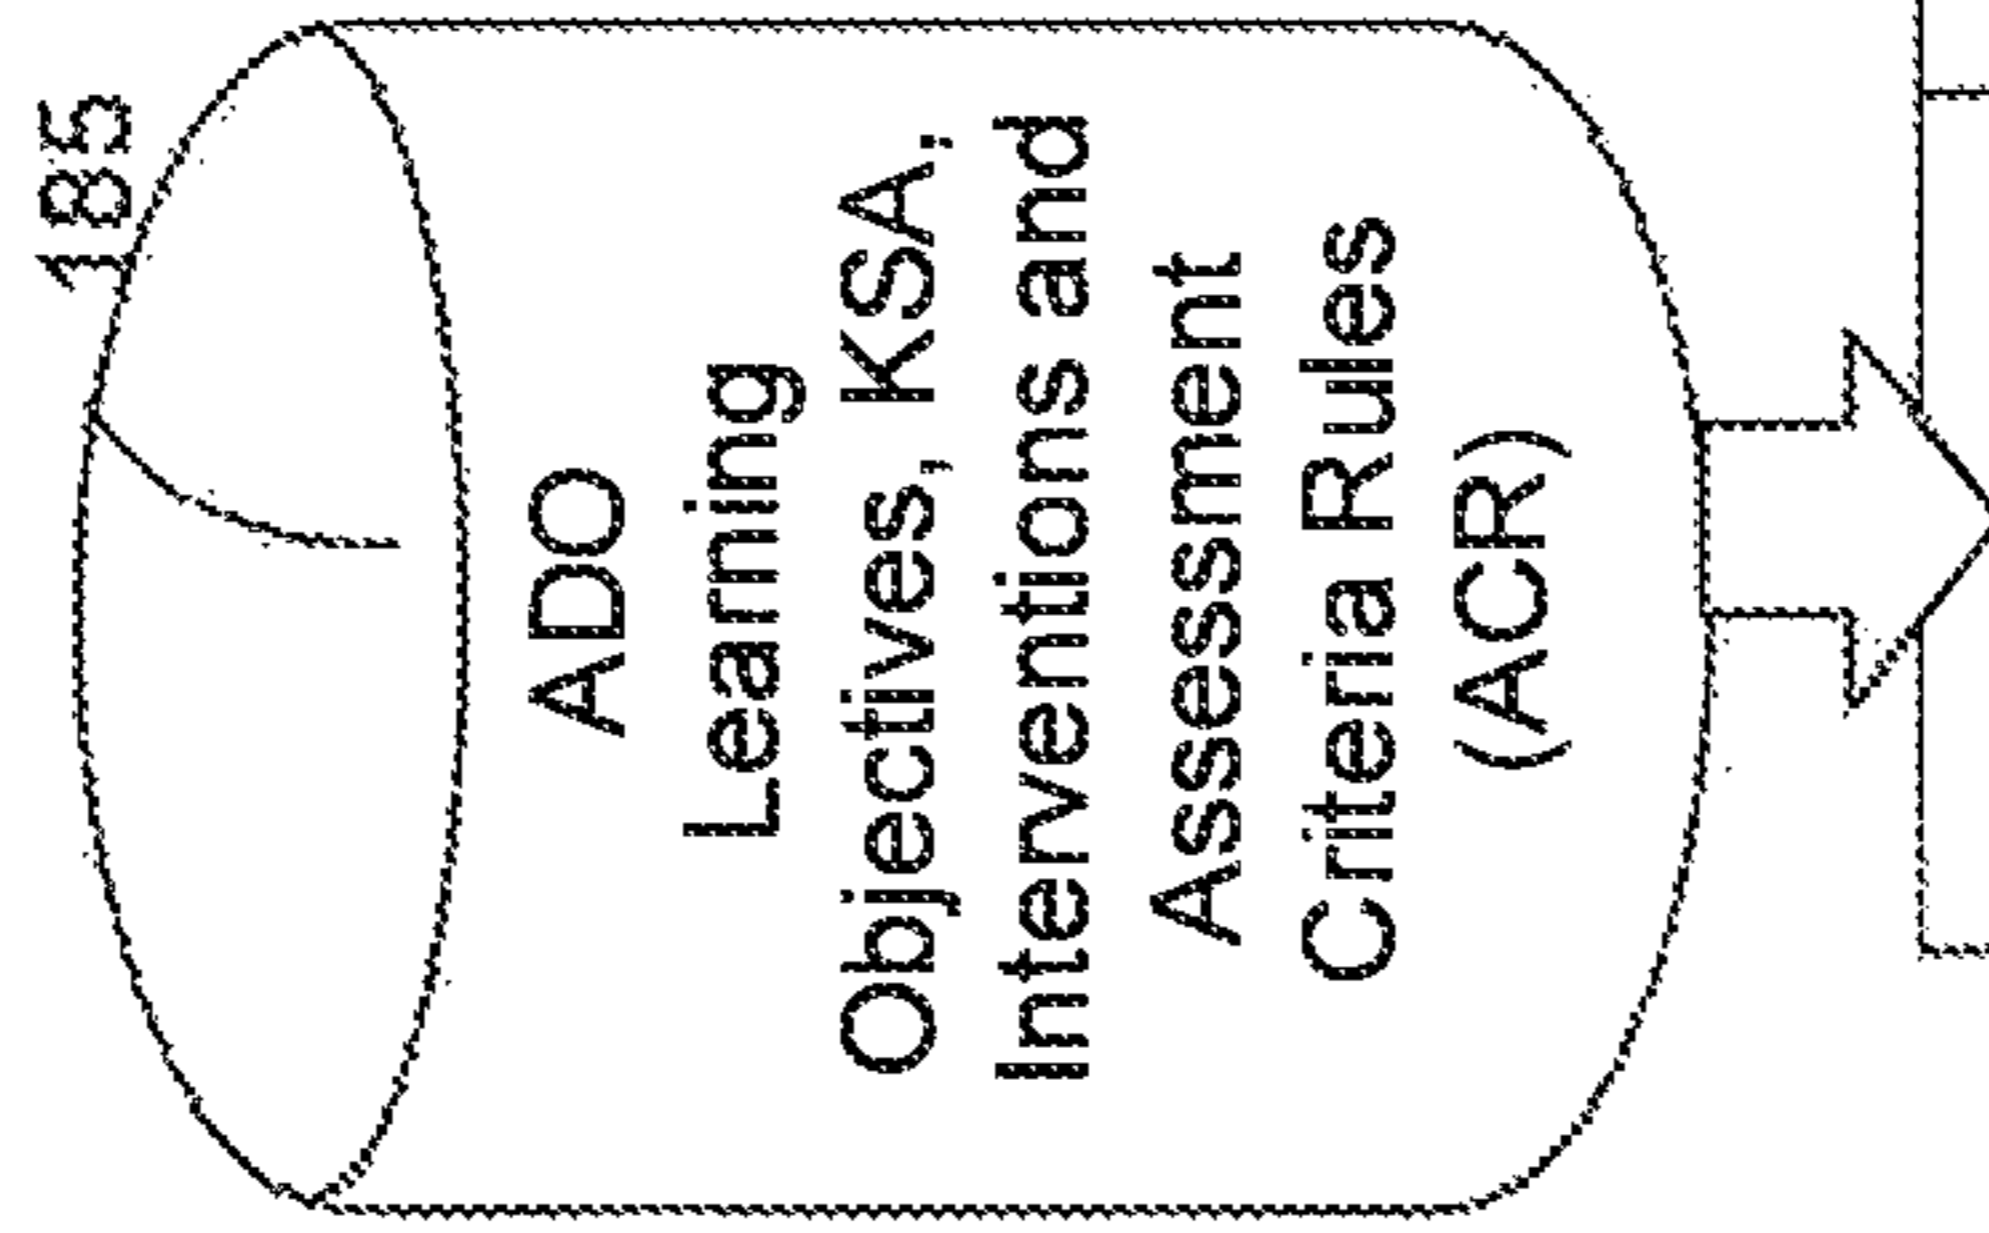 185
ADO
Learning
Objectives, KSA,
Interventions and
Assessment
Criteria Rules
(ACR)